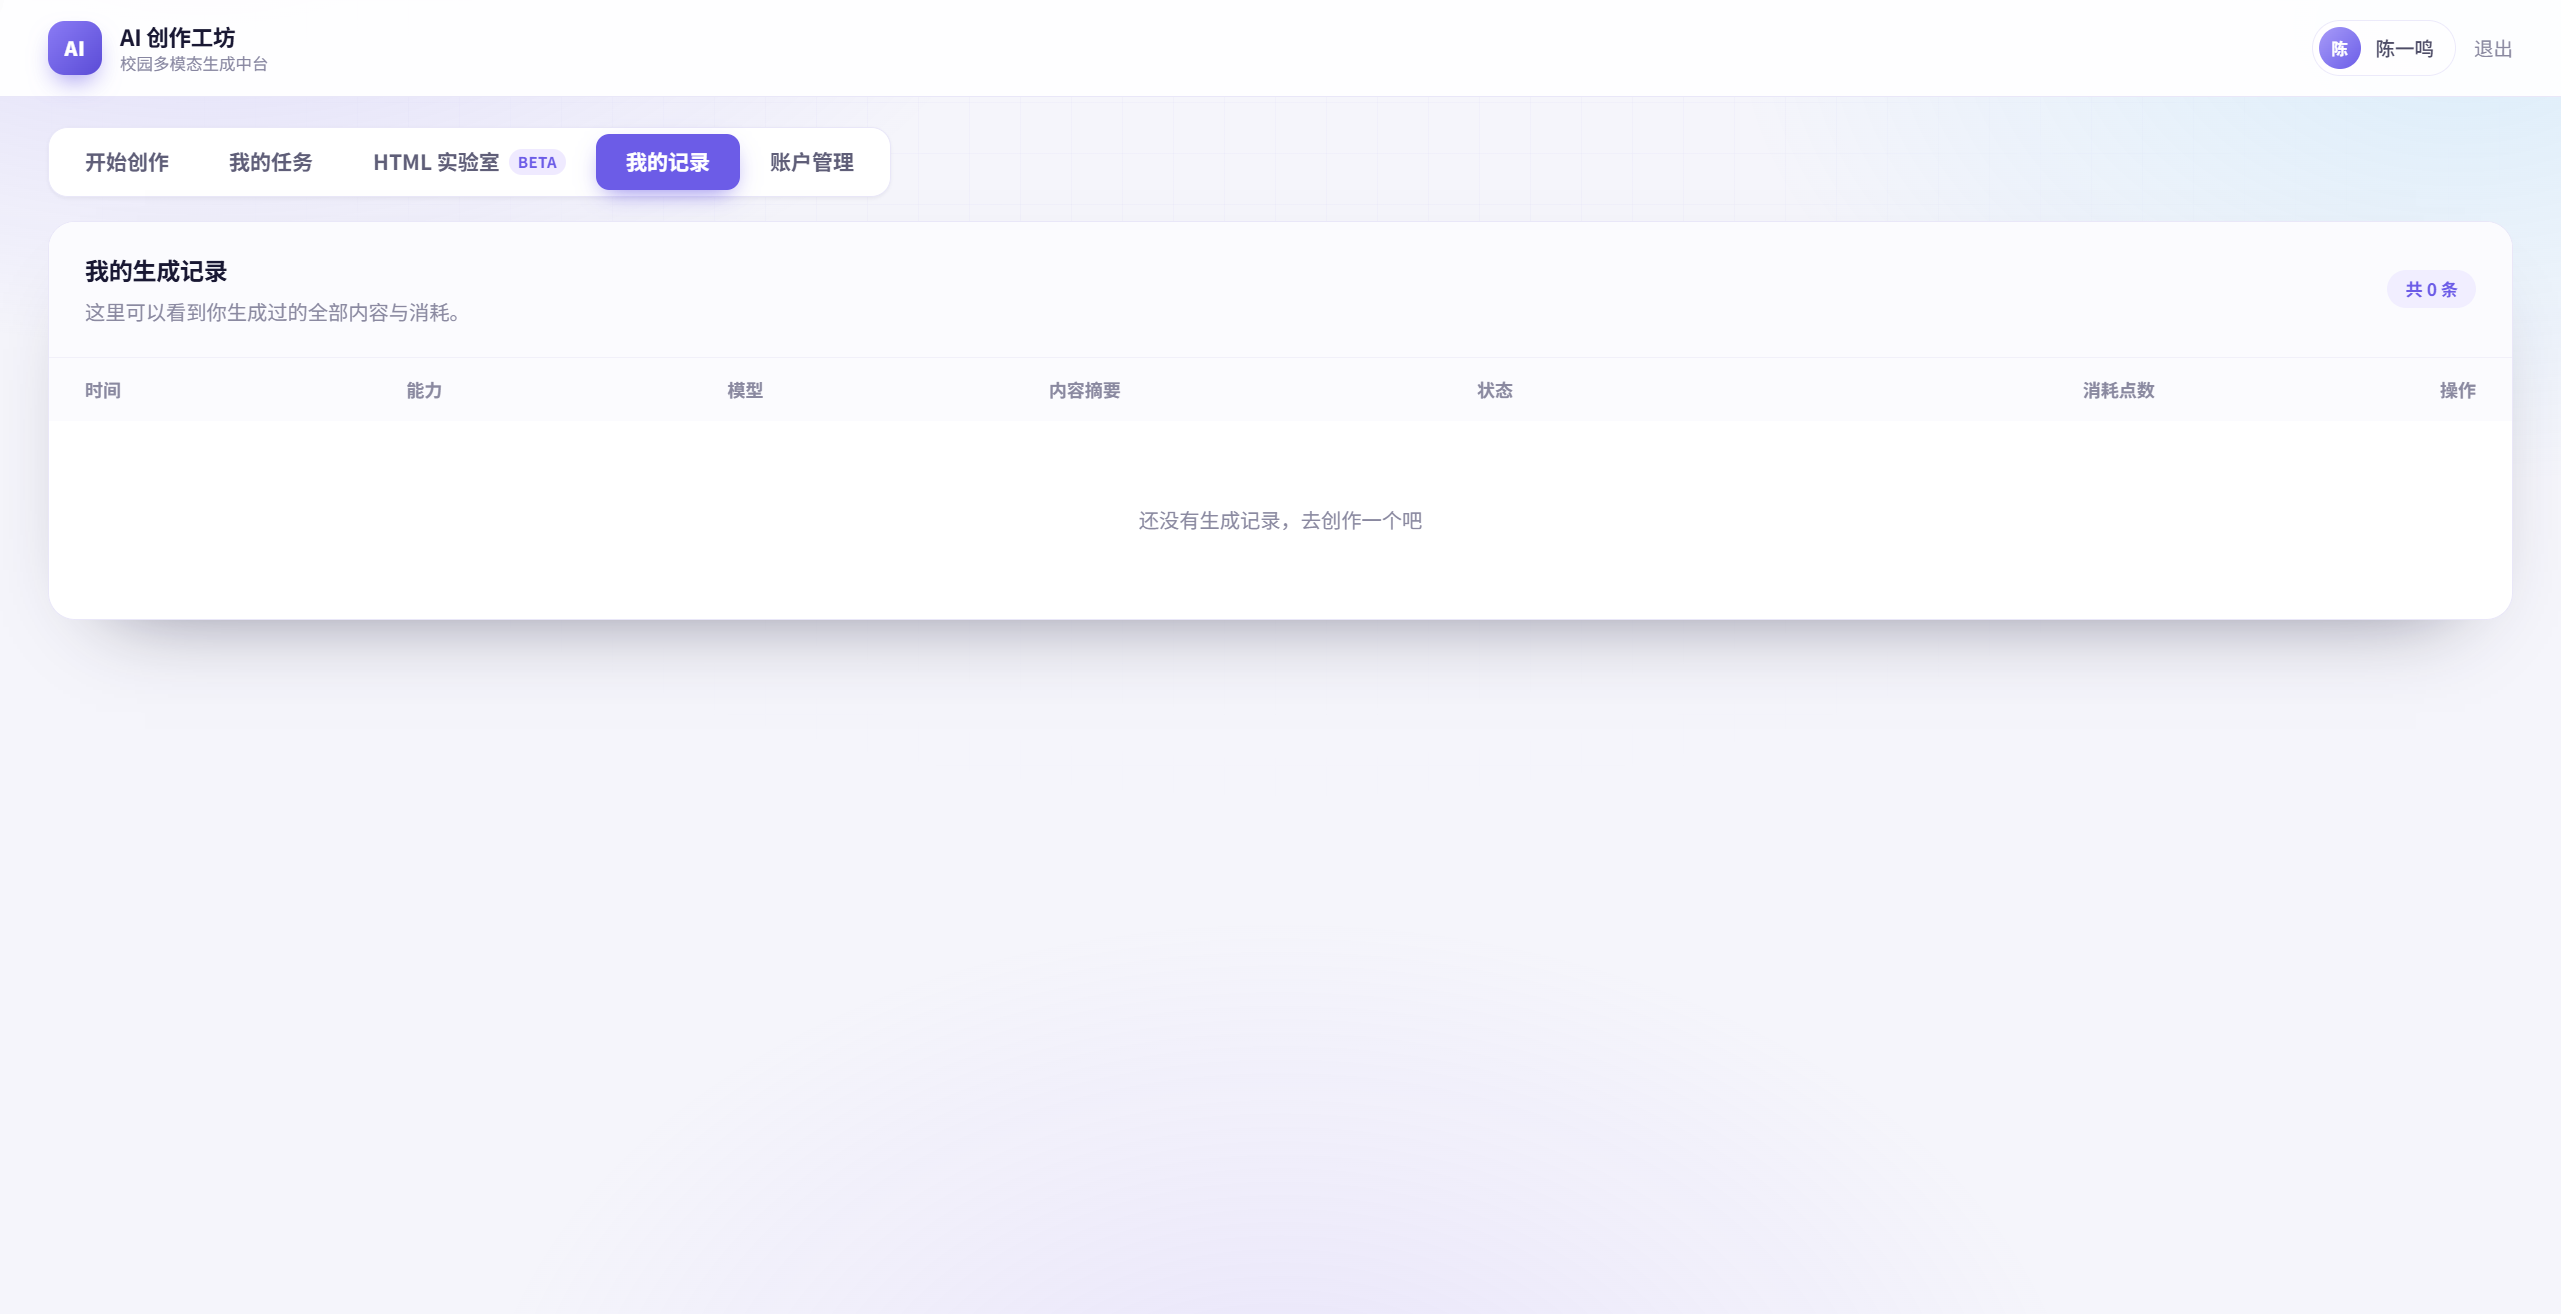 AI
AI 创作工坊
校园多模态生成中台
陈
陈一鸣
退出
开始创作
我的任务
HTML 实验室 BETA
我的记录
账户管理
我的生成记录
这里可以看到你生成过的全部内容与消耗。
共 0 条
时间
能力
模型
内容摘要
状态
消耗点数
操作
还没有生成记录，去创作一个吧